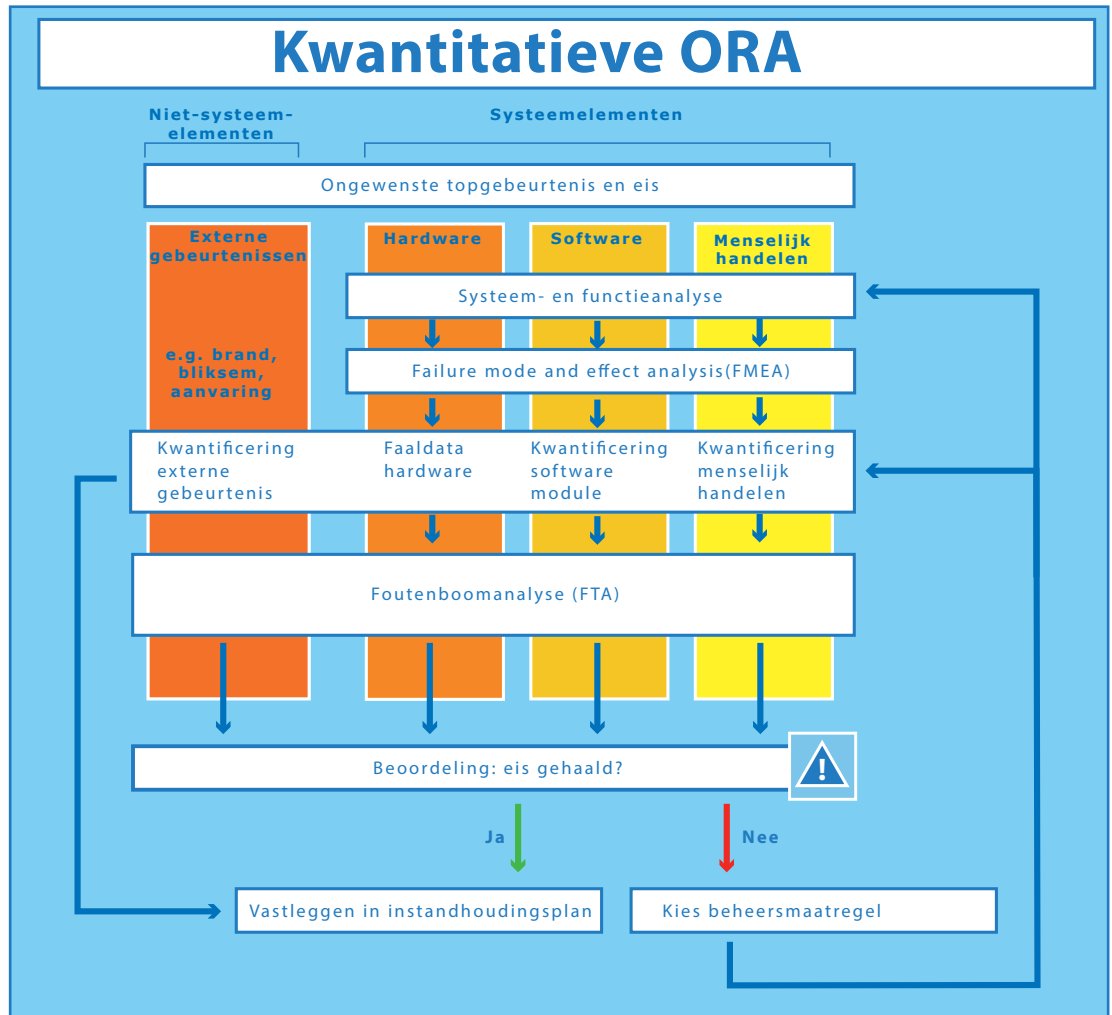 Kwantitatieve ORA
Niet-systeem-
elementen
Systeemelementen
Ongewenste topgebeurtenis en eis
Externe
gebeurtenissen
Hardware
Software
Menselijk
handelen
Systeem- en functieanalyse
e.g. brand,
bliksem,
aanvaring
Failure mode and effect analysis(FMEA)
Kwantificering
externe
gebeurtenis
Faaldata
hardware
Kwantificering
software
module
Kwantificering
menselijk
handelen
Foutenboomanalyse (FTA)
Beoordeling: eis gehaald?
!
Ja
Nee
Vastleggen in instandhoudingsplan
Kies beheersmaatregel